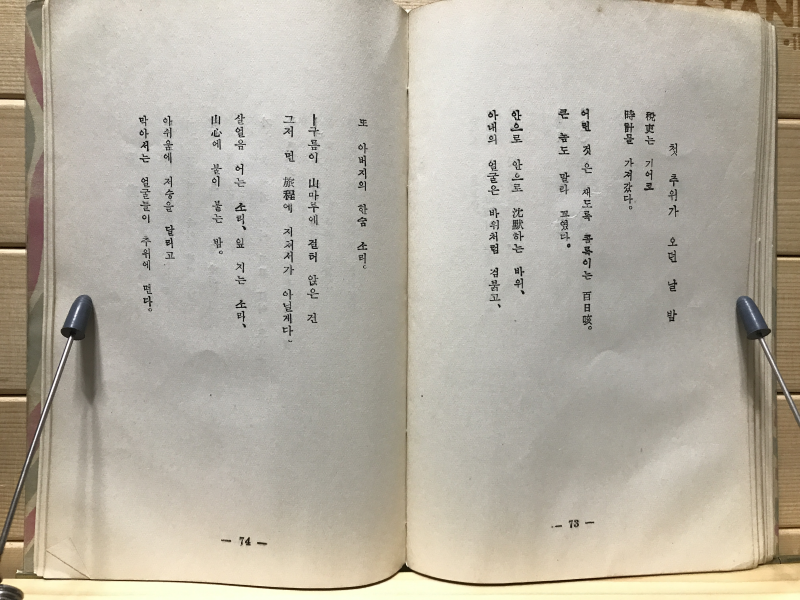 첫 추위가 오던 날 밤
稅吏는 기어코
時計를 가져갔다。
어린 것은 새도록 쿨룩이는 百日咳。
큰 놈도 말라 꼬였다。
안으로 안으로 沈默하는 바위、
아내의 얼굴은 바위처럼 검붉고、
— 73 —
또 아버지의 한숨 소리。
—구름이 山마루에 걸터 앉은 건
그저 먼 旅程에 지쳐서가 아닐게다。
살얼음 어는 소리、잎 지는 소리、
山心에 불이 붙는 밤。
아쉬움에 저승을 달리고
막아서는 얼굴들이 추위에 떤다。
— 74 —
STAN